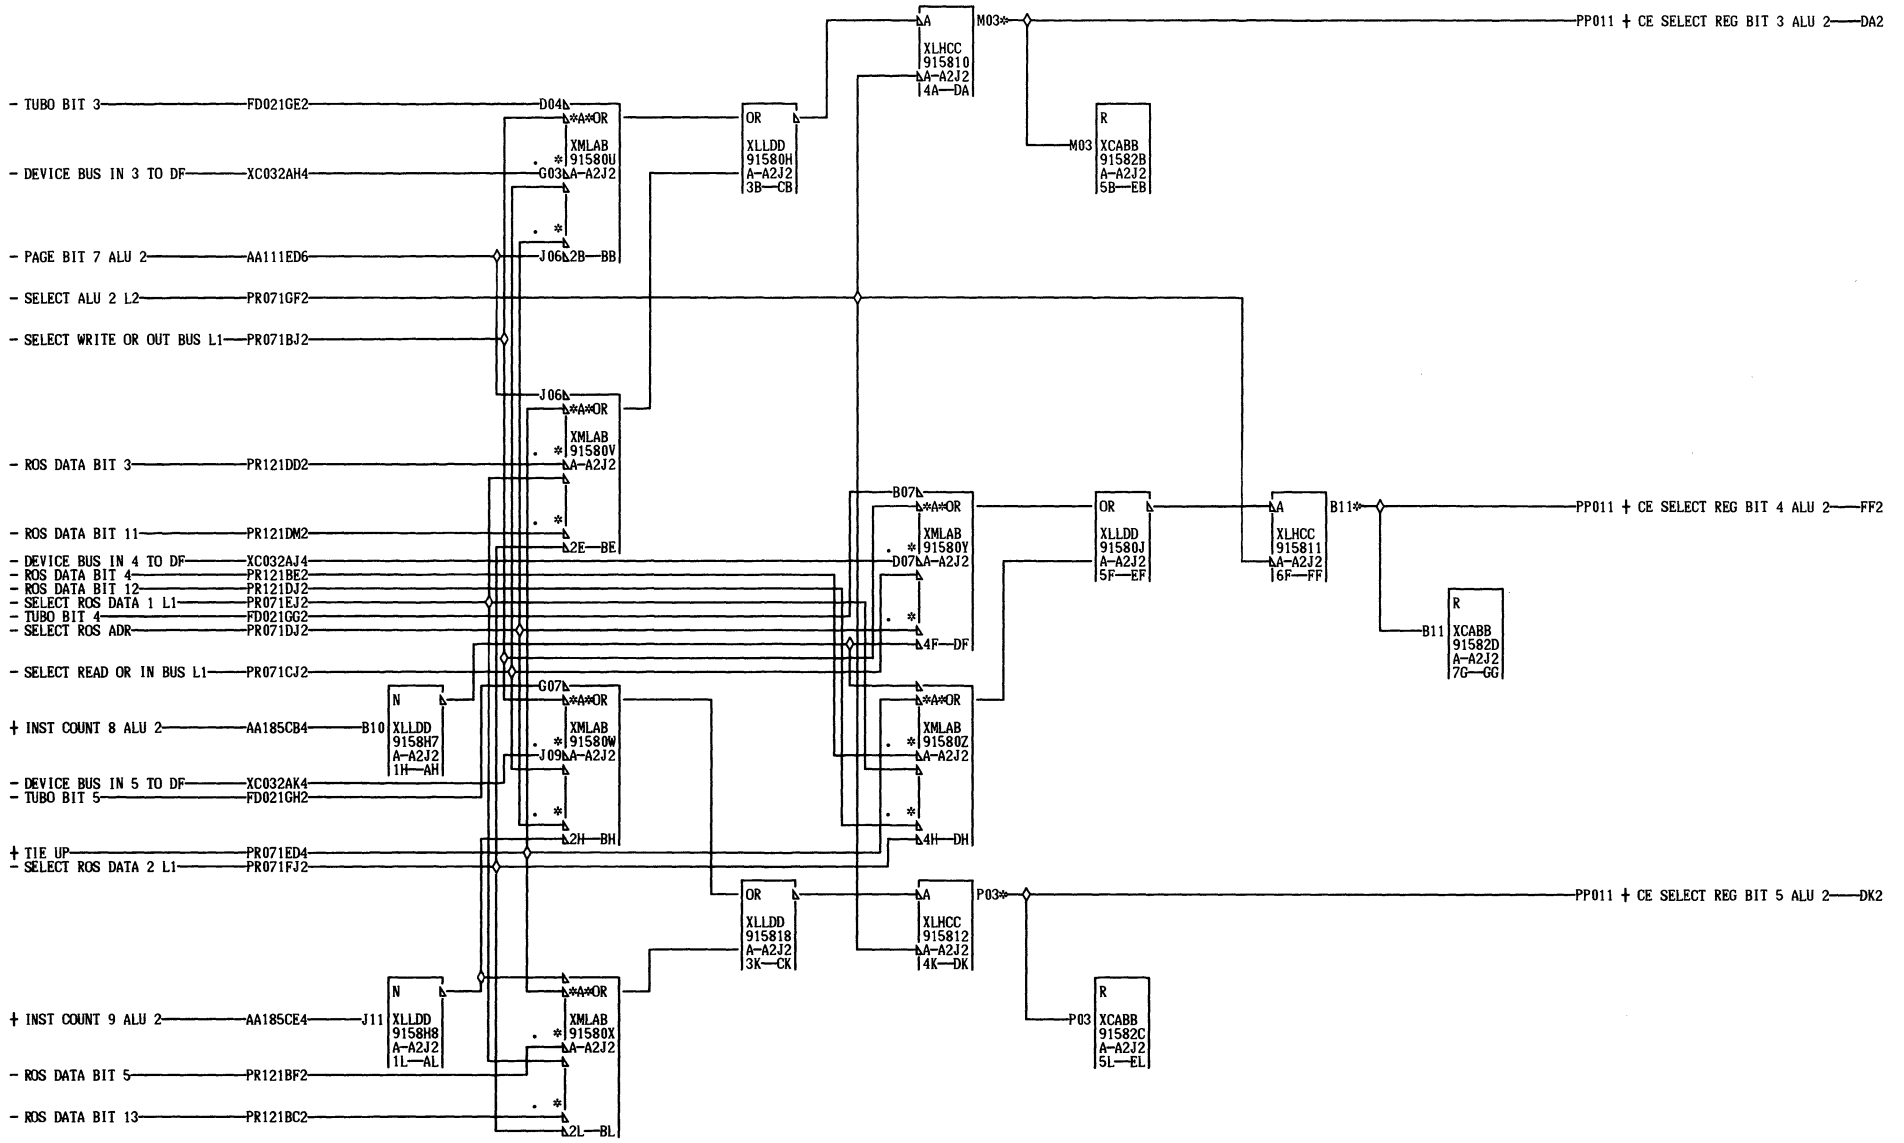 A M03* PP011 + CE SELECT REG BIT 3 ALU 2 DA2
XLHCC
915810
A-A2J2
4A DA
- TUBO BIT 3 FD021GE2 D04
*A*OR
XMLAB
. * 91580U
- DEVICE BUS IN 3 TO DF XC032AH4 G03 A-A2J2
. *
- PAGE BIT 7 ALU 2 AA111ED6 J06 2B BB
OR
XLLDD
91580H
A-A2J2
3B CB
R
M03 XCABB
91582B
A-A2J2
5B EB
- SELECT ALU 2 L2 PR071GF2
- SELECT WRITE OR OUT BUS L1 PR071BJ2
J06
*A*OR
XMLAB
. * 91580V
- ROS DATA BIT 3 PR121DD2 A-A2J2
. *
- ROS DATA BIT 11 PR121DM2
2E BE
- DEVICE BUS IN 4 TO DF XC032AJ4
- ROS DATA BIT 4 PR121BE2
- ROS DATA BIT 12 PR121DJ2
- SELECT ROS DATA 1 L1 PR071EJ2
- TUBO BIT 4 FD021GG2
- SELECT ROS ADR PR071DJ2
- SELECT READ OR IN BUS L1 PR071CJ2
B07
*A*OR
XMLAB
. * 91580Y
D07 A-A2J2
. *
4F DF
OR
XLLDD
91580J
A-A2J2
5F EF
A B11* PP011 + CE SELECT REG BIT 4 ALU 2 FF2
XLHCC
915811
A-A2J2
6F FF
R
B11 XCABB
91582D
A-A2J2
7G GG
N
+ INST COUNT 8 ALU 2 AA185CB4 B10 XLLDD
9158H7
A-A2J2
1H AH
G07
*A*OR
XMLAB
. * 91580W
J09 A-A2J2
. *
2H BH
*A*OR
XMLAB
. * 91580Z
A-A2J2
. *
4H DH
- DEVICE BUS IN 5 TO DF XC032AK4
- TUBO BIT 5 FD021GH2
+ TIE UP PR071ED4
- SELECT ROS DATA 2 L1 PR071FJ2
OR
XLLDD
915818
A-A2J2
3K CK
A P03* PP011 + CE SELECT REG BIT 5 ALU 2 DK2
XLHCC
915812
A-A2J2
4K DK
N
+ INST COUNT 9 ALU 2 AA185CE4 J11 XLLDD
9158H8
A-A2J2
1L AL
*A*OR
XMLAB
. * 91580X
A-A2J2
. *
2L BL
R
P03 XCABB
91582C
A-A2J2
5L EL
- ROS DATA BIT 5 PR121BF2
- ROS DATA BIT 13 PR121BC2